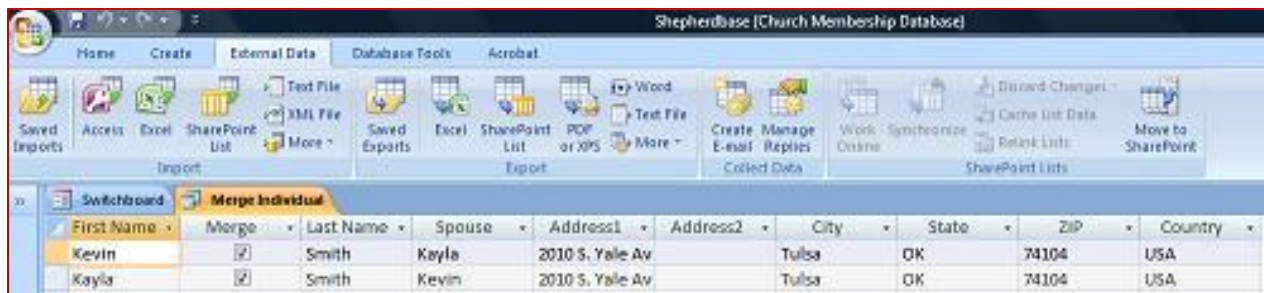 Shepherdbase (Church Membership Database)
Home Create External Data Database Tools Acrobat
Saved Imports
Access
Excel
SharePoint List
Text File
XML File
More
Import
Saved Exports
Excel
SharePoint List
PDF or XPS
Word
Text File
More
Export
Create E-mail
Manage Replies
Collect Data
Work Online
Synchronize
Discard Changes
Cache List Data
Relink Lists
SharePoint Lists
Move to SharePoint
» Switchboard Merge Individual
First Name Merge Last Name Spouse Address1 Address2 City State ZIP Country
Kevin Smith Kayla 2010 S. Yale Av Tulsa OK 74104 USA
Kayla Smith Kevin 2010 S. Yale Av Tulsa OK 74104 USA